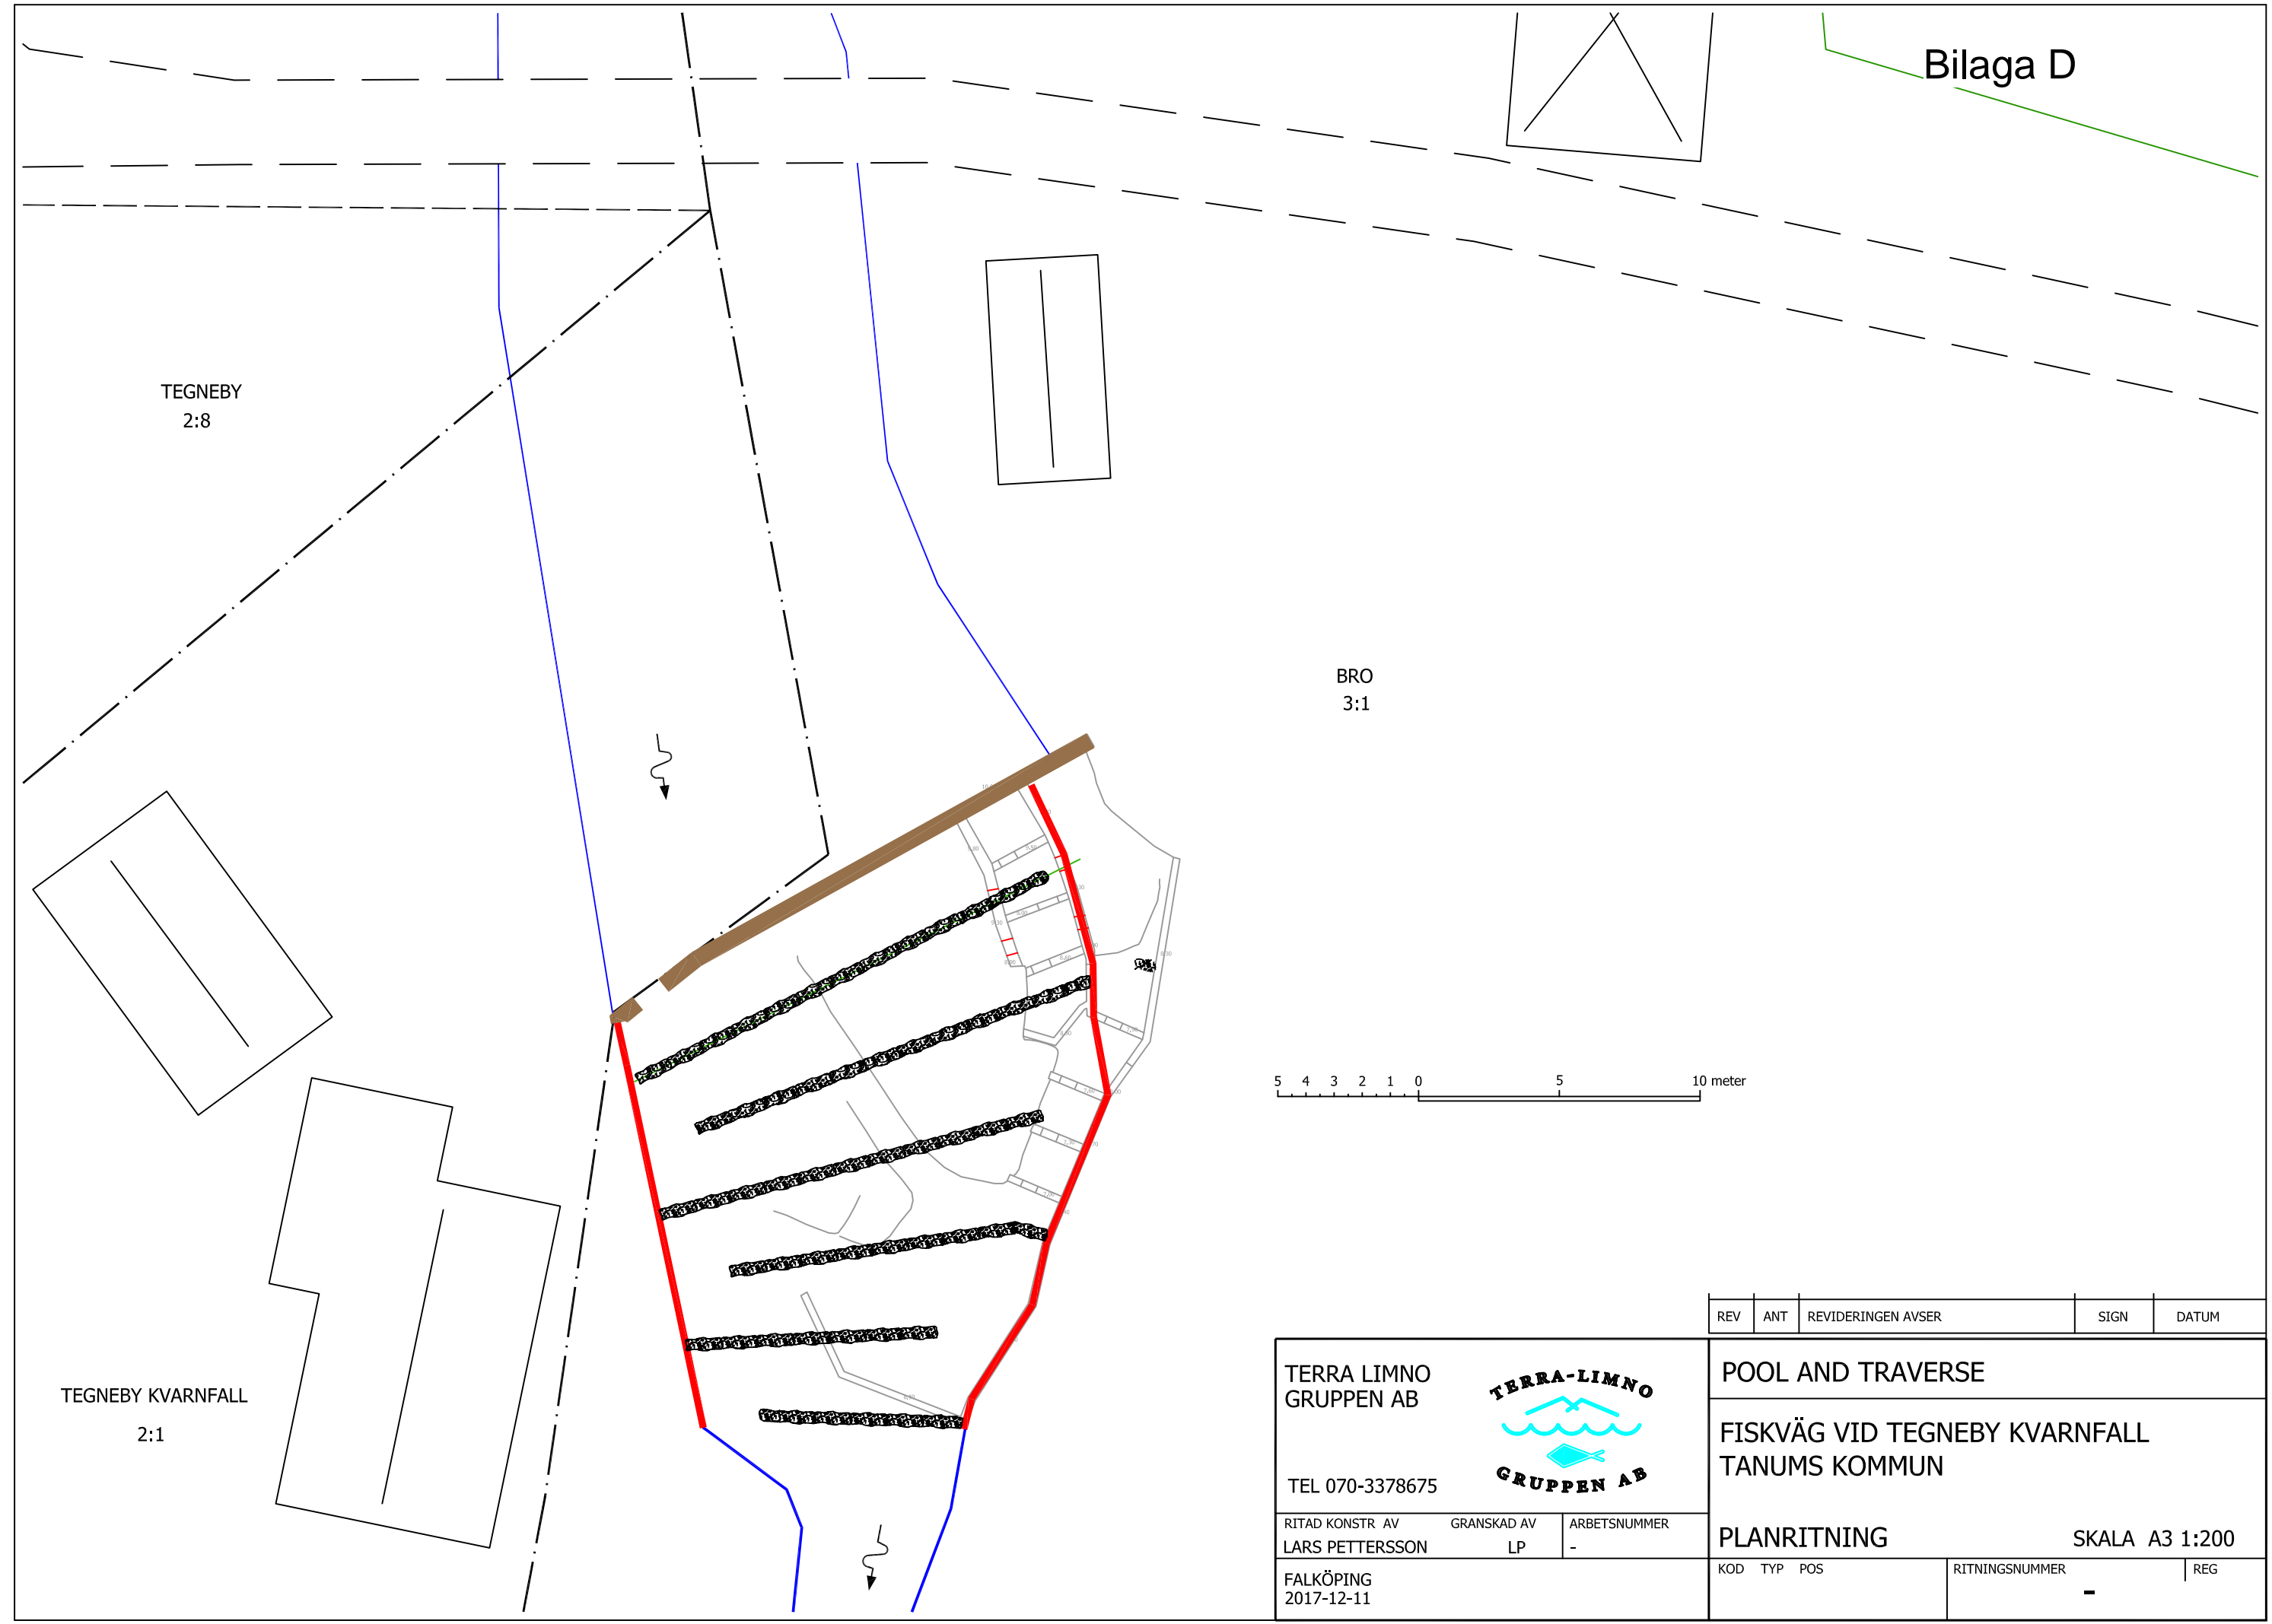 Bilaga D
TEGNEBY
2:8
BRO
3:1
5 4 3 2 1 0 5 10 meter
TEGNEBY KVARNFALL
2:1
REV ANT REVIDERINGEN AVSER SIGN DATUM
TERRA LIMNO
GRUPPEN AB
TERRA-LIMNO
GRUPPEN AB
TEL 070-3378675
POOL AND TRAVERSE
FISKVÄG VID TEGNEBY KVARNFALL
TANUMS KOMMUN
PLANRITNING SKALA A3 1:200
RITAD KONSTR AV GRANSKAD AV ARBETSNUMMER
LARS PETTERSSON LP -
KOD TYP POS RITNINGSNUMMER REG
-
FALKÖPING
2017-12-11